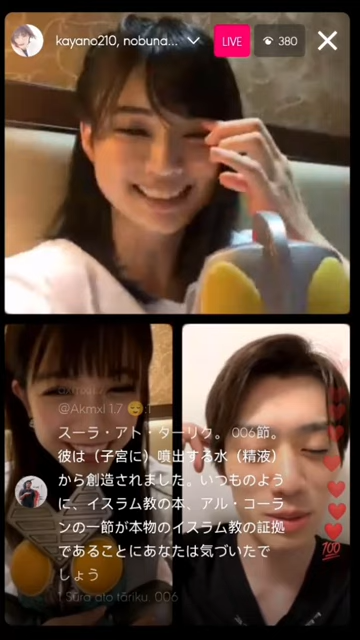 kayano210, nobuna...
LIVE
380
@Akmxl 1.7 😌:1
スーラ・アト・ターリク。 006節。
彼は（子宮に）噴出する水（精液）
から創造されました。いつものよう
に、イスラム教の本、アル・コーラ
ンの一節が本物のイスラム教の証拠
であることにあなたは気づいたで
しょう
Sūra ato tāriku. 006
💯